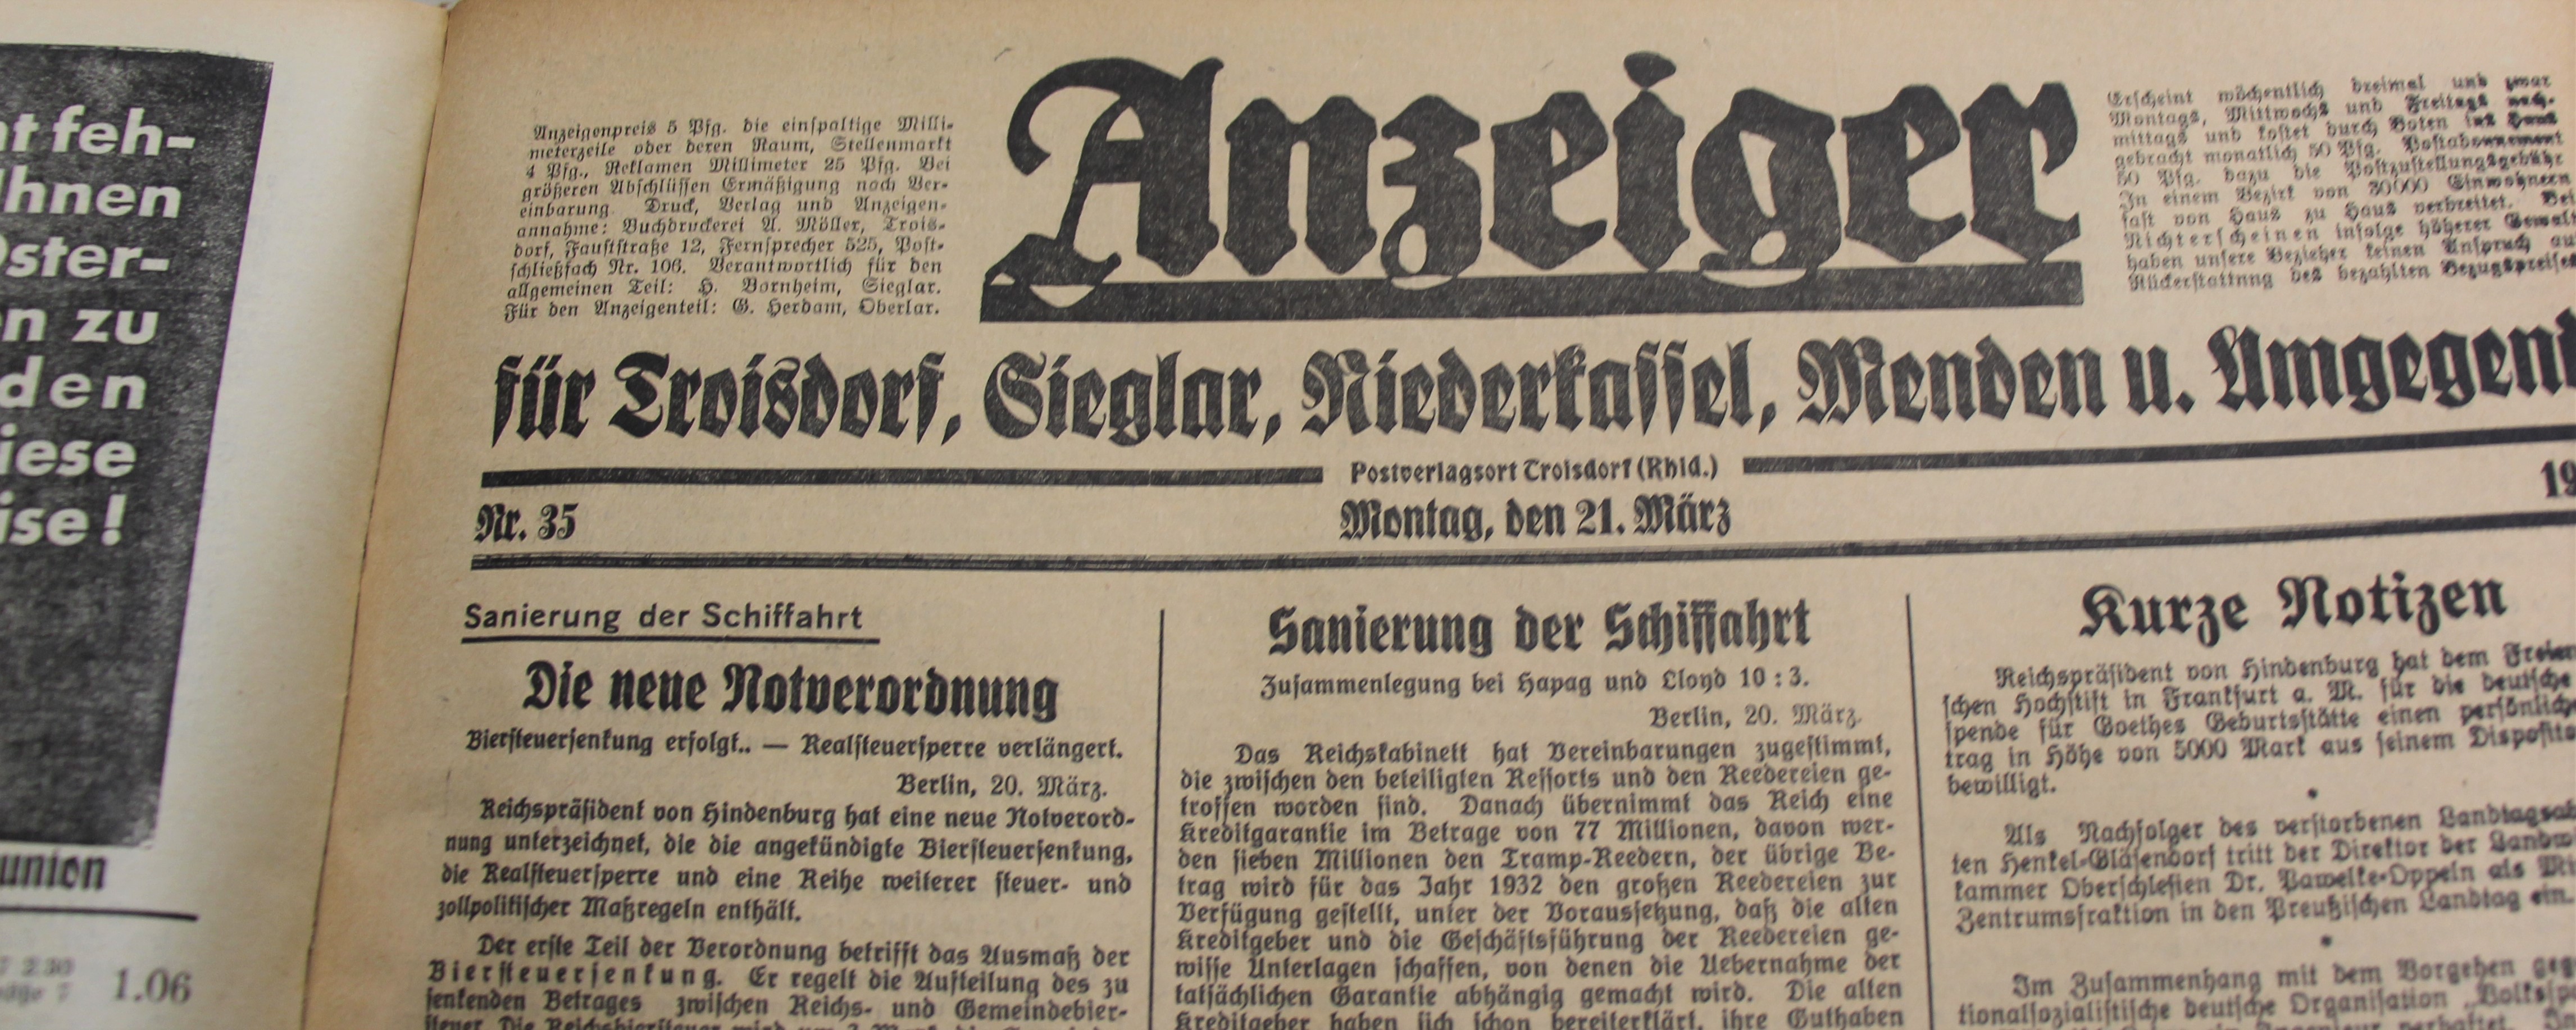 feh-
Ihnen
Oster-
zu
den
iese
ise!
union
1.06
Anzeigenpreis 5 Pfg. die einspaltige Milli-
meterzeile oder deren Raum, Stellenmarkt
4 Pfg., Reklamen Millimeter 25 Pfg. Bei
größeren Abschlüssen Ermäßigung nach Ver-
einbarung. Druck, Verlag und Anzeigen-
annahme: Buchdruckerei A. Möller, Trois-
dorf, Fauststraße 12, Fernsprecher 525, Post-
schließfach Nr. 106. Verantwortlich für den
allgemeinen Teil: H. Bornheim, Sieglar.
Für den Anzeigenteil: G. Herdam, Oberlar.
Anzeiger
Erscheint wöchentlich dreimal und zwar
Montags, Mittwochs und Freitags nach-
mittags und kostet durch Boten ins Haus
gebracht monatlich 50 Pfg. Postabonnement
50 Pfg. dazu die Postzustellungsgebühr
In einem Bezirk von 30000 Einwohnern
fast von Haus zu Haus verbreitet. Bei
Nichterscheinen infolge höherer Gewalt
haben unsere Bezieher keinen Anspruch au
Rückerstattnng des bezahlten Bezugspreises
für Troisdorf, Sieglar, Niederkassel, Menden u. Umgegend
Postverlagsort Troisdorf (Rhld.)
Nr. 35
Montag, den 21. März
19
Sanierung der Schiffahrt
Die neue Notverordnung
Biersteuersenkung erfolgt.. — Realsteuersperre verlängert.
Berlin, 20. März.
Reichspräsident von Hindenburg hat eine neue Notverord-
nung unterzeichnet, die die angekündigte Biersteuersenkung,
die Realsteuersperre und eine Reihe weiterer steuer- und
zollpolitischer Maßregeln enthält.
Der erste Teil der Verordnung betrifft das Ausmaß der
Biersteuersenkung. Er regelt die Aufteilung des zu
senkenden Betrages zwischen Reichs- und Gemeindebier-
Sanierung der Schiffahrt
Zusammenlegung bei Hapag und Lloyd 10 : 3.
Berlin, 20. März.
Das Reichskabinett hat Vereinbarungen zugestimmt,
die zwischen den beteiligten Ressorts und den Reedereien ge-
troffen worden sind. Danach übernimmt das Reich eine
Kreditgarantie im Betrage von 77 Millionen, davon wer-
den sieben Millionen den Tramp-Reedern, der übrige Be-
trag wird für das Jahr 1932 den großen Reedereien zur
Verfügung gestellt, unter der Voraussetzung, daß die alten
Kreditgeber und die Geschäftsführung der Reedereien ge-
wisse Unterlagen schaffen, von denen die Uebernahme der
tatsächlichen Garantie abhängig gemacht wird. Die alten
Kreditgeber haben sich schon bereiterklärt, ihre Guthaben
Kurze Notizen
Reichspräsident von Hindenburg hat dem Freien
schen Hochstift in Frankfurt a. M. für die deutsche
spende für Goethes Geburtsstätte einen persönliche
trag in Höhe von 5000 Mark aus seinem Disposito
bewilligt.
Als Nachfolger des verstorbenen Landtagsab
ten Henkel-Gläsendorf tritt der Direktor der Landw
kammer Oberschlesien Dr. Pawelke-Oppeln als Mi
Zentrumsfraktion in den Preußischen Landtag ein.
Im Zusammenhang mit dem Vorgehen geg
tionalsozialistische deutsche Organisation